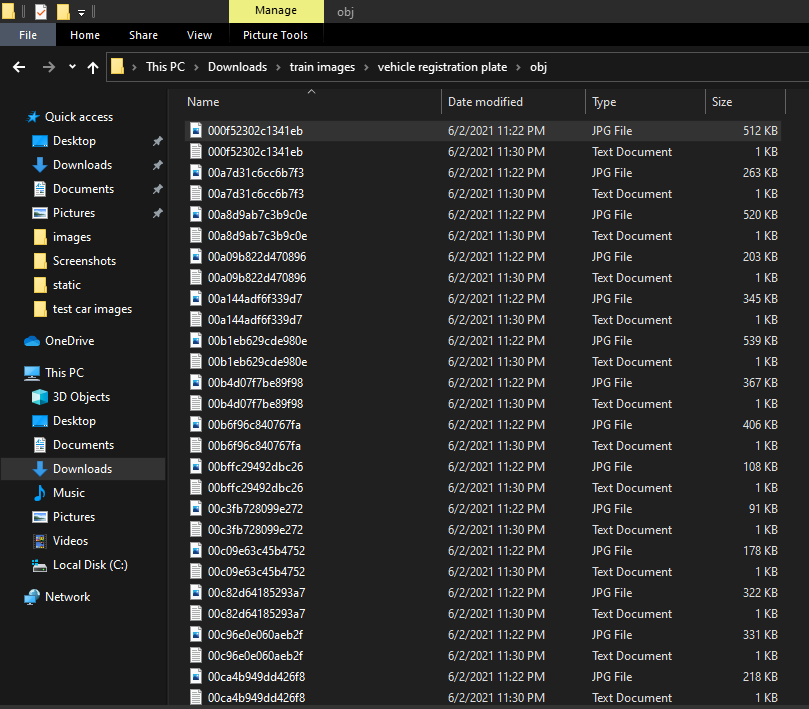 Manage
obj
File
Home
Share
View
Picture Tools
This PC
Downloads
train images
vehicle registration plate
obj
Quick access
Desktop
Downloads
Documents
Pictures
images
Screenshots
static
test car images
OneDrive
This PC
3D Objects
Desktop
Documents
Downloads
Music
Pictures
Videos
Local Disk (C:)
Network
Name Date modified Type Size
000f52302c1341eb 6/2/2021 11:22 PM JPG File 512 KB
000f52302c1341eb 6/2/2021 11:30 PM Text Document 1 KB
00a7d31c6cc6b7f3 6/2/2021 11:22 PM JPG File 263 KB
00a7d31c6cc6b7f3 6/2/2021 11:30 PM Text Document 1 KB
00a8d9ab7c3b9c0e 6/2/2021 11:22 PM JPG File 520 KB
00a8d9ab7c3b9c0e 6/2/2021 11:30 PM Text Document 1 KB
00a09b822d470896 6/2/2021 11:22 PM JPG File 203 KB
00a09b822d470896 6/2/2021 11:30 PM Text Document 1 KB
00a144adf6f339d7 6/2/2021 11:22 PM JPG File 345 KB
00a144adf6f339d7 6/2/2021 11:30 PM Text Document 1 KB
00b1eb629cde980e 6/2/2021 11:22 PM JPG File 539 KB
00b1eb629cde980e 6/2/2021 11:30 PM Text Document 1 KB
00b4d07f7be89f98 6/2/2021 11:22 PM JPG File 367 KB
00b4d07f7be89f98 6/2/2021 11:30 PM Text Document 1 KB
00b6f96c840767fa 6/2/2021 11:22 PM JPG File 406 KB
00b6f96c840767fa 6/2/2021 11:30 PM Text Document 1 KB
00bffc29492dbc26 6/2/2021 11:22 PM JPG File 108 KB
00bffc29492dbc26 6/2/2021 11:30 PM Text Document 1 KB
00c3fb728099e272 6/2/2021 11:22 PM JPG File 91 KB
00c3fb728099e272 6/2/2021 11:30 PM Text Document 1 KB
00c09e63c45b4752 6/2/2021 11:22 PM JPG File 178 KB
00c09e63c45b4752 6/2/2021 11:30 PM Text Document 1 KB
00c82d64185293a7 6/2/2021 11:22 PM JPG File 322 KB
00c82d64185293a7 6/2/2021 11:30 PM Text Document 1 KB
00c96e0e060aeb2f 6/2/2021 11:22 PM JPG File 331 KB
00c96e0e060aeb2f 6/2/2021 11:30 PM Text Document 1 KB
00ca4b949dd426f8 6/2/2021 11:22 PM JPG File 218 KB
00ca4b949dd426f8 6/2/2021 11:30 PM Text Document 1 KB